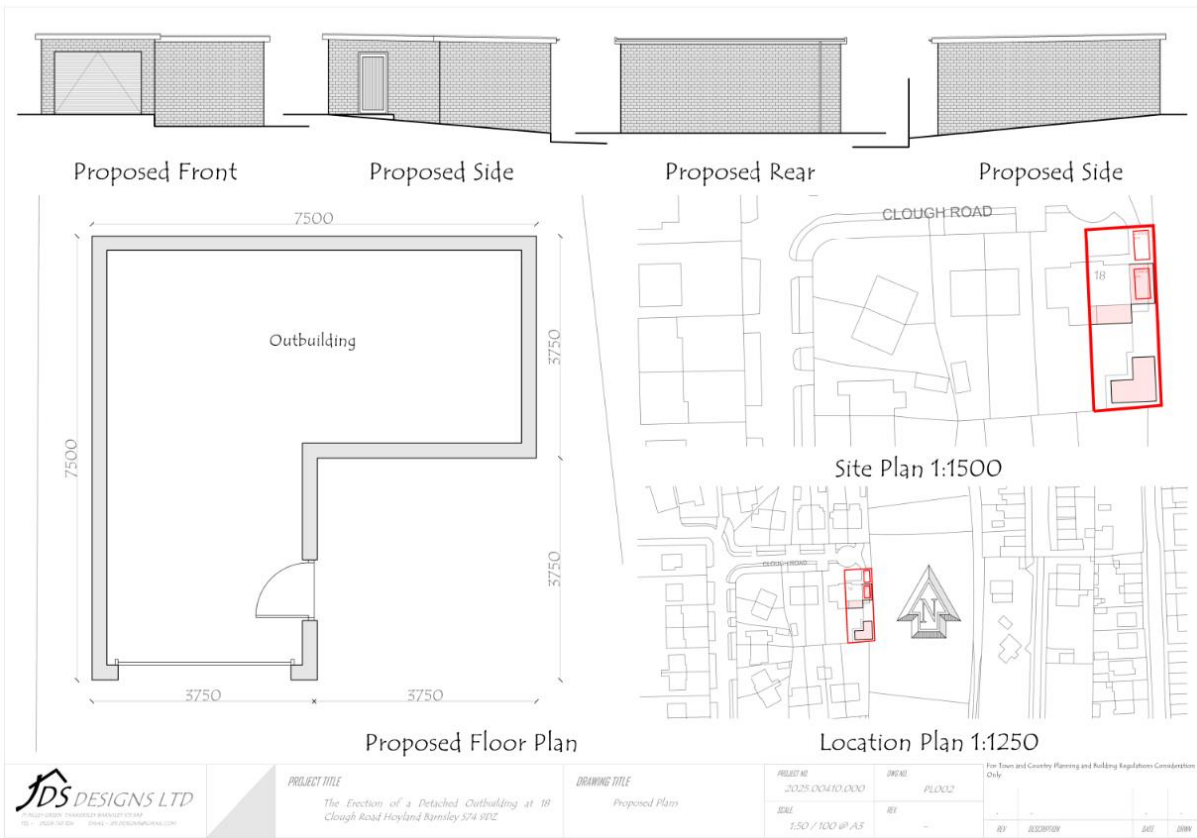 Proposed Front
Proposed Side
Proposed Rear
Proposed Side
7500
7500
Outbuilding
3750
3750
3750
3750
Proposed Floor Plan
CLOUGH ROAD
18
Site Plan 1:1500
CLOUGH ROAD
N
Location Plan 1:1250
JDS DESIGNS LTD
PROJECT TITLE
The Erection of a Detached Outbuilding at 18
Clough Road Hoyland Barnsley S74 9DZ
DRAWING TITLE
Proposed Plans
PROJECT NO.
2025.00410.000
DWG NO.
PL002
SCALE
1:50 / 100 @ A3
REV
-
For Town and Country Planning and Building Regulations Consideration
Only.
REV DESCRIPTION DATE DRWN